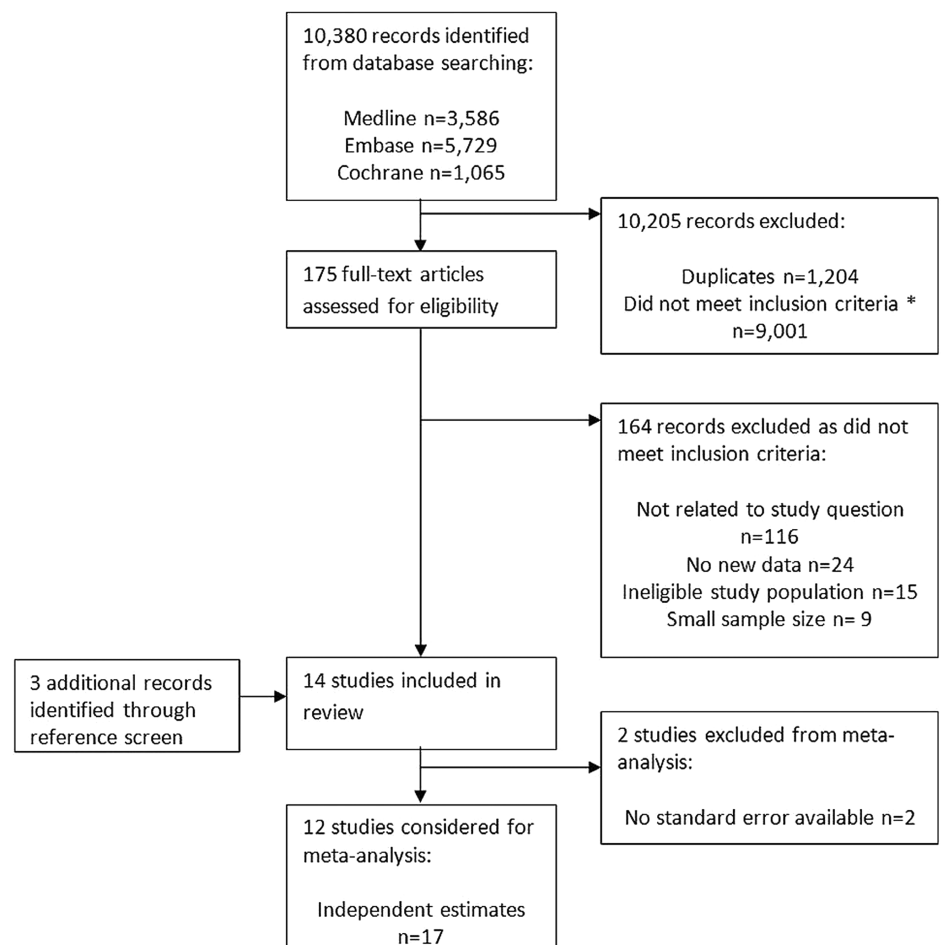 10,380 records identified
from database searching:
Medline n=3,586
Embase n=5,729
Cochrane n=1,065
10,205 records excluded:
Duplicates n=1,204
Did not meet inclusion criteria *
n=9,001
175 full-text articles
assessed for eligibility
164 records excluded as did not
meet inclusion criteria:
Not related to study question
n=116
No new data n=24
Ineligible study population n=15
Small sample size n= 9
3 additional records
identified through
reference screen
14 studies included in
review
2 studies excluded from meta-
analysis:
No standard error available n=2
12 studies considered for
meta-analysis:
Independent estimates
n=17